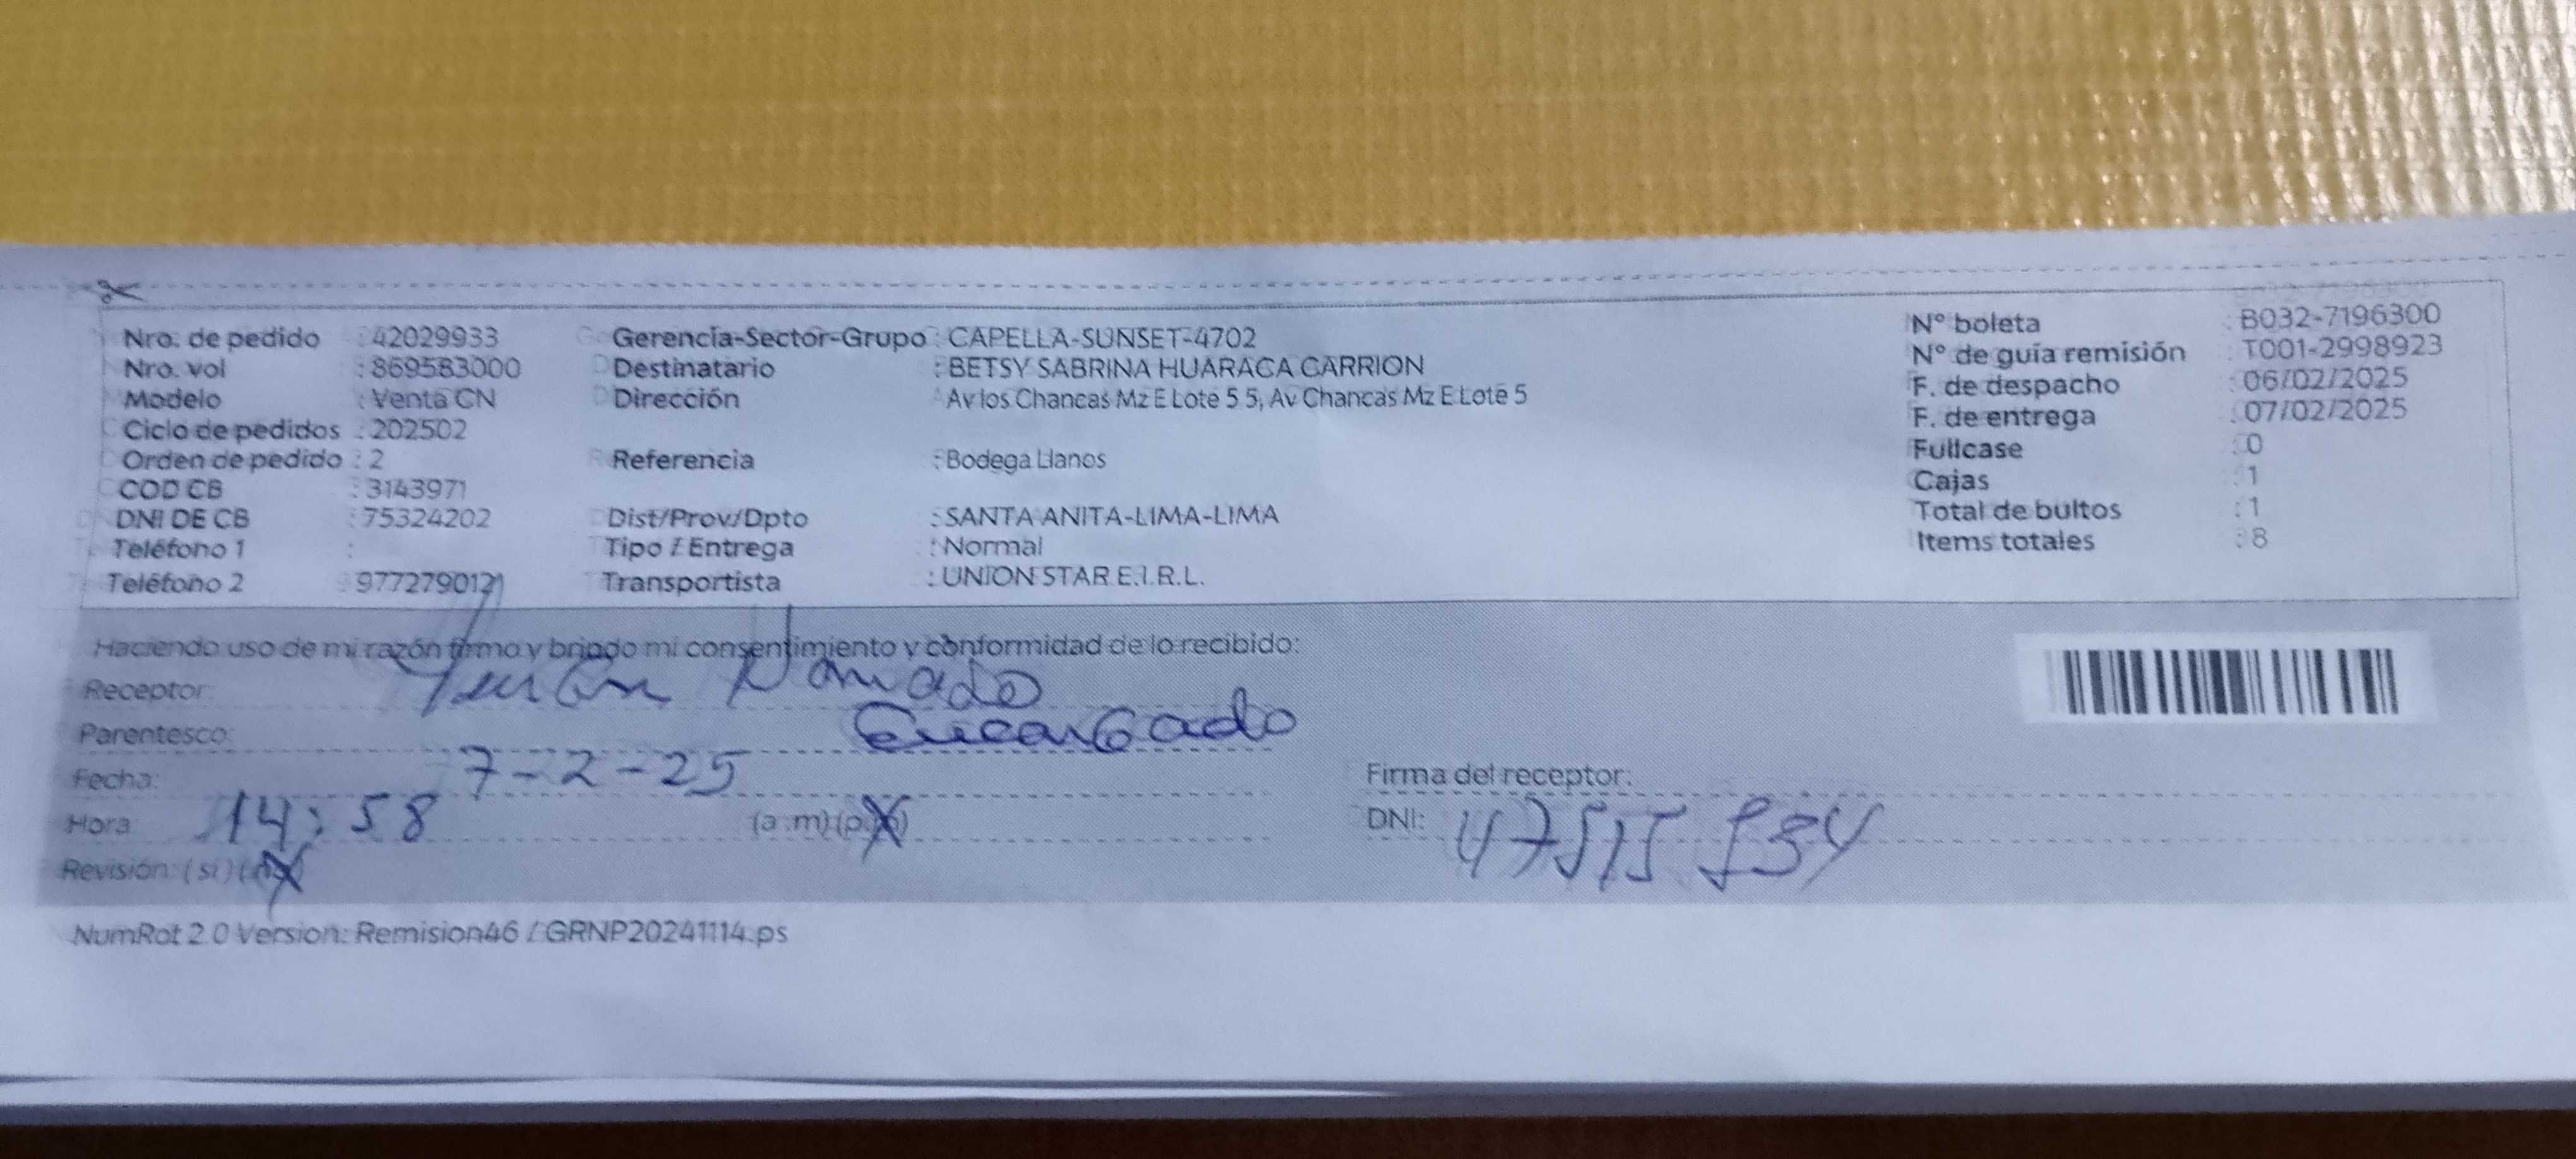 Nro. de pedido : 42029933
Nro. vol : 869583000
Modelo : Venta CN
Ciclo de pedidos : 202502
Orden de pedido : 2
COD CB : 3143971
DNI DE CB : 75324202
Teléfono 1 :
Teléfono 2 : 977279012
Gerencia-Sector-Grupo : CAPELLA-SUNSET-4702
Destinatario : BETSY SABRINA HUARACA CARRION
Dirección : Av los Chancas Mz E Lote 5 5, Av Chancas Mz E Lote 5
Referencia : Bodega Llanos
Dist/Prov/Dpto : SANTA ANITA-LIMA-LIMA
Tipo / Entrega : Normal
Transportista : UNION STAR E.I.R.L.
N° boleta : B032-7196300
N° de guía remisión : T001-2998923
F. de despacho : 06/02/2025
F. de entrega : 07/02/2025
Fullcase : 0
Cajas : 1
Total de bultos : 1
Items totales : 8
Haciendo uso de mi razón firmo y brindo mi consentimiento y conformidad de lo recibido:
Receptor:
Parentesco: Encargado
Fecha: 7-2-25
Hora 14:58 (a.m) (p.m)
Revisión: (si) (no)
Firma del receptor:
DNI:
NumRot 2.0 Version: Remision46 / GRNP20241114.ps